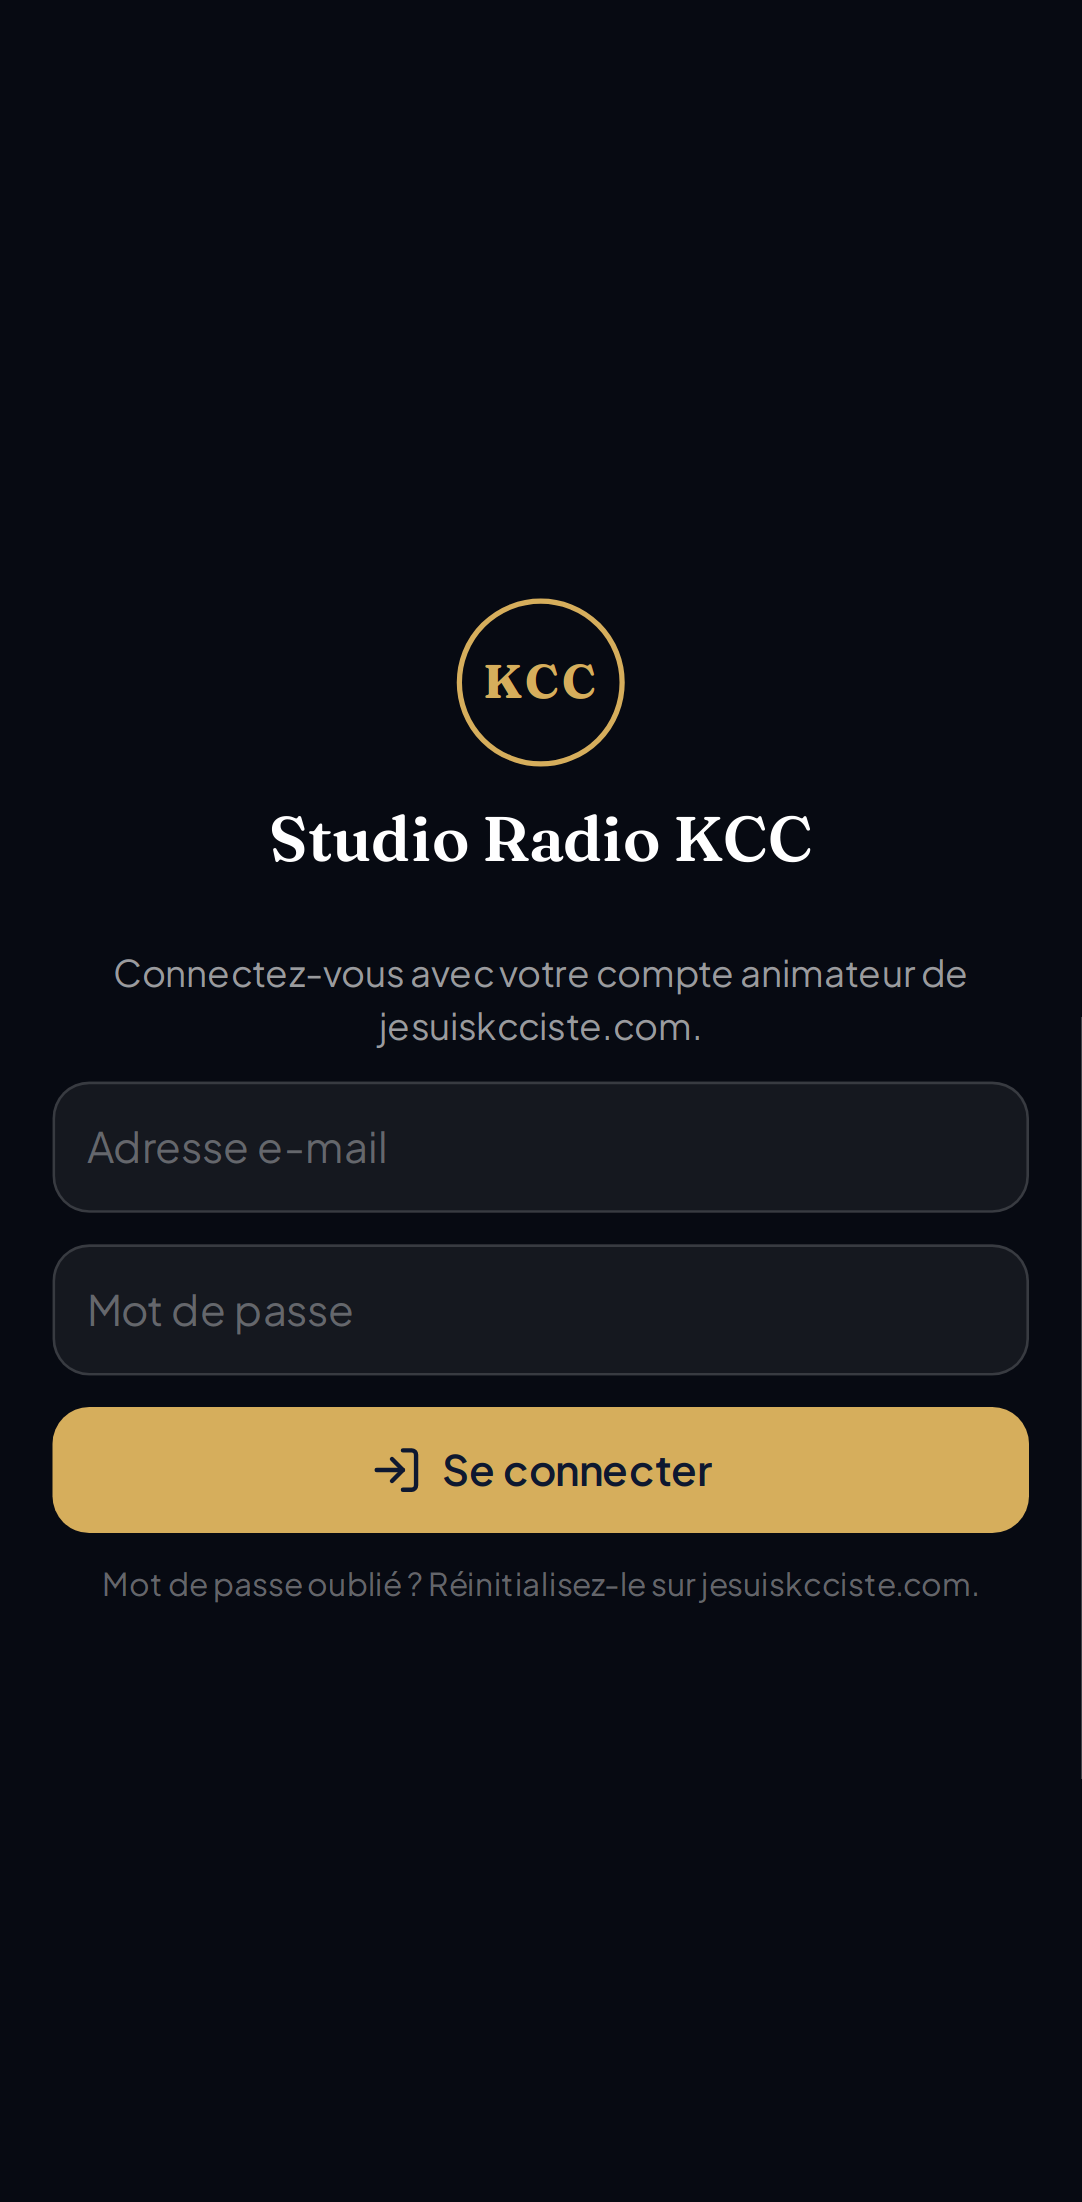 KCC
Studio Radio KCC
Connectez-vous avec votre compte animateur de
jesuiskcciste.com.
Adresse e-mail
Mot de passe
Se connecter
Mot de passe oublié ? Réinitialisez-le sur jesuiskcciste.com.